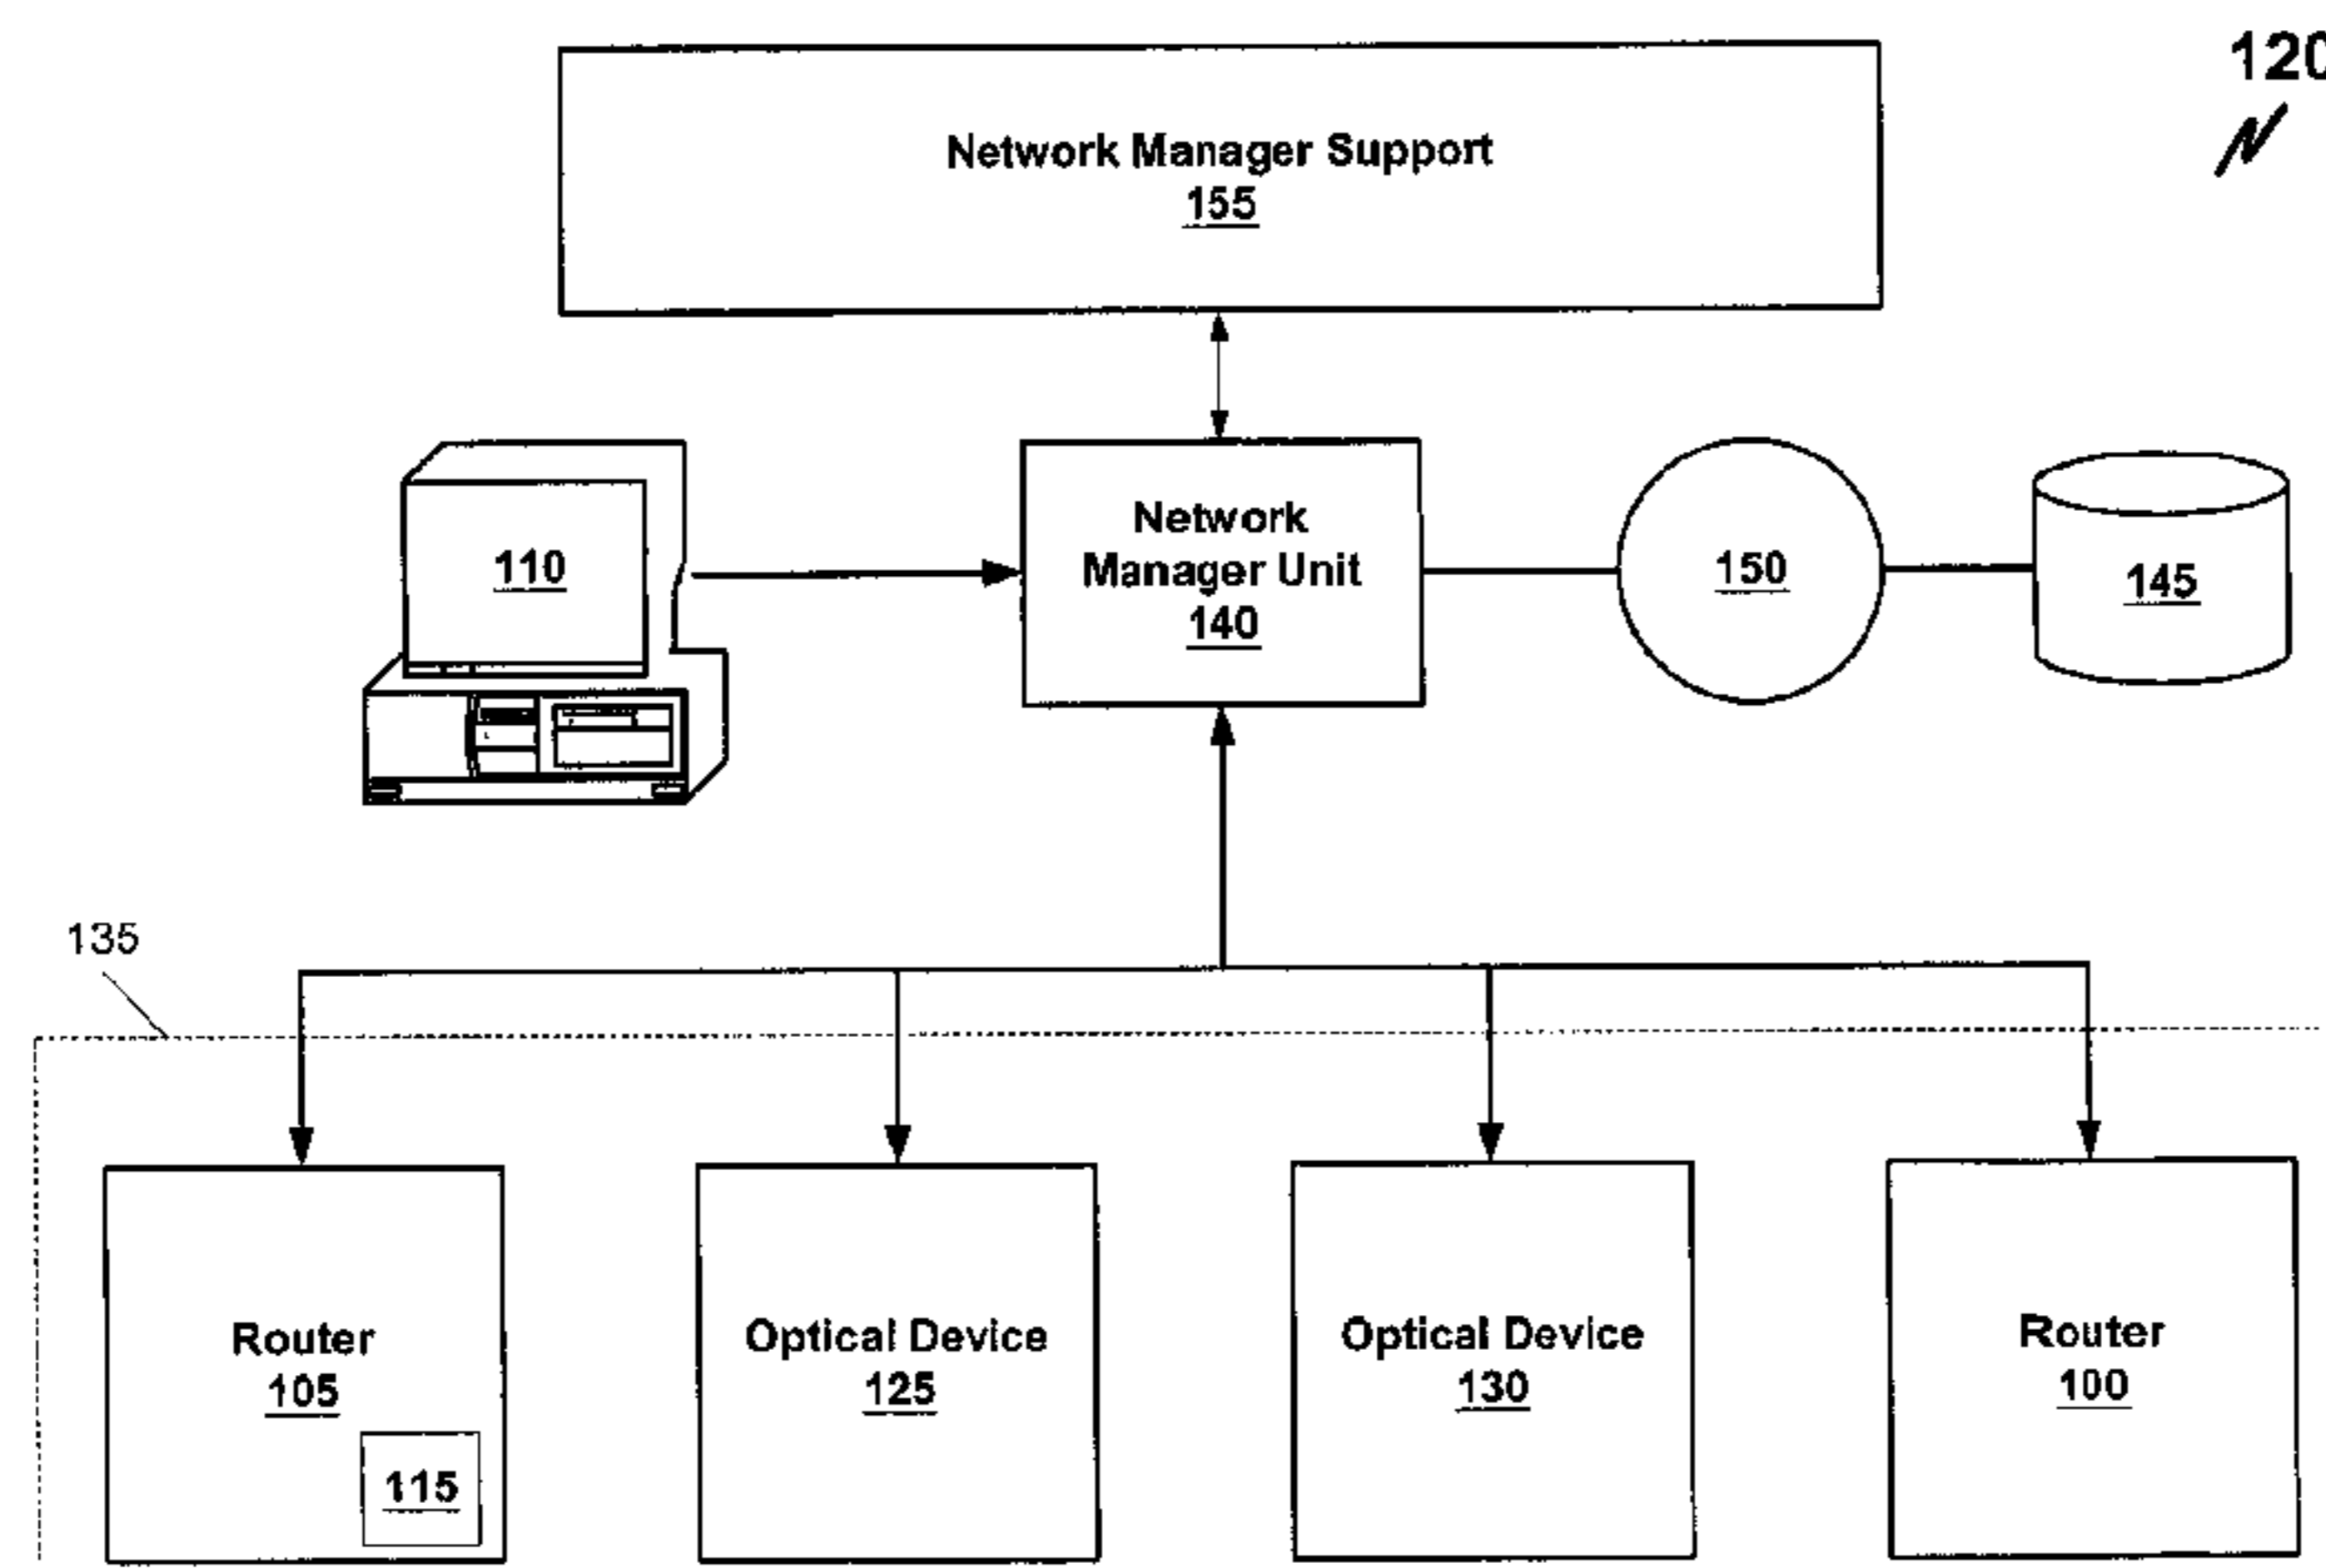 120
Network Manager Support
155
110
Network
Manager Unit
140
150
145
135
Router
105
115
Optical Device
125
Optical Device
130
Router
100